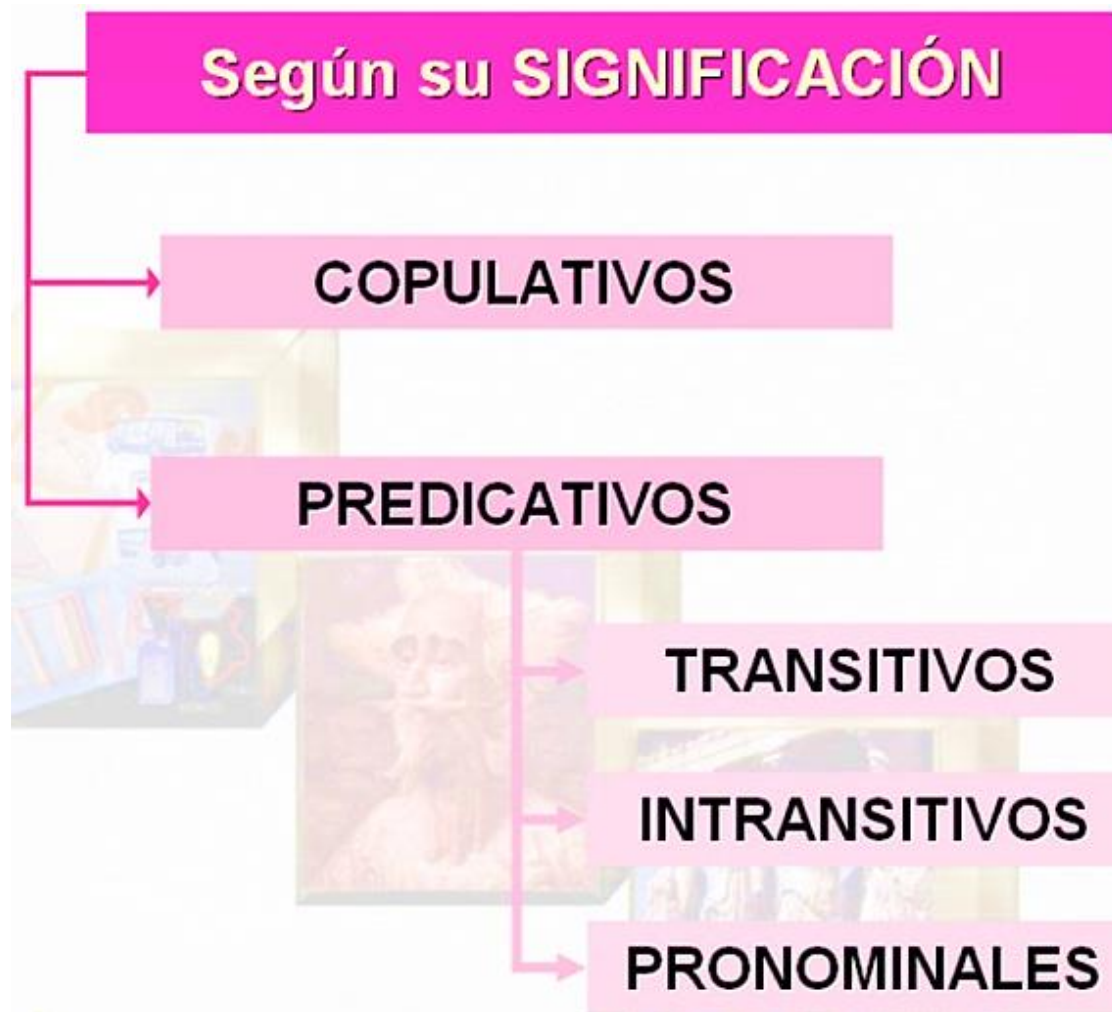 Según su SIGNIFICACIÓN
COPULATIVOS
PREDICATIVOS
TRANSITIVOS
INTRANSITIVOS
PRONOMINALES